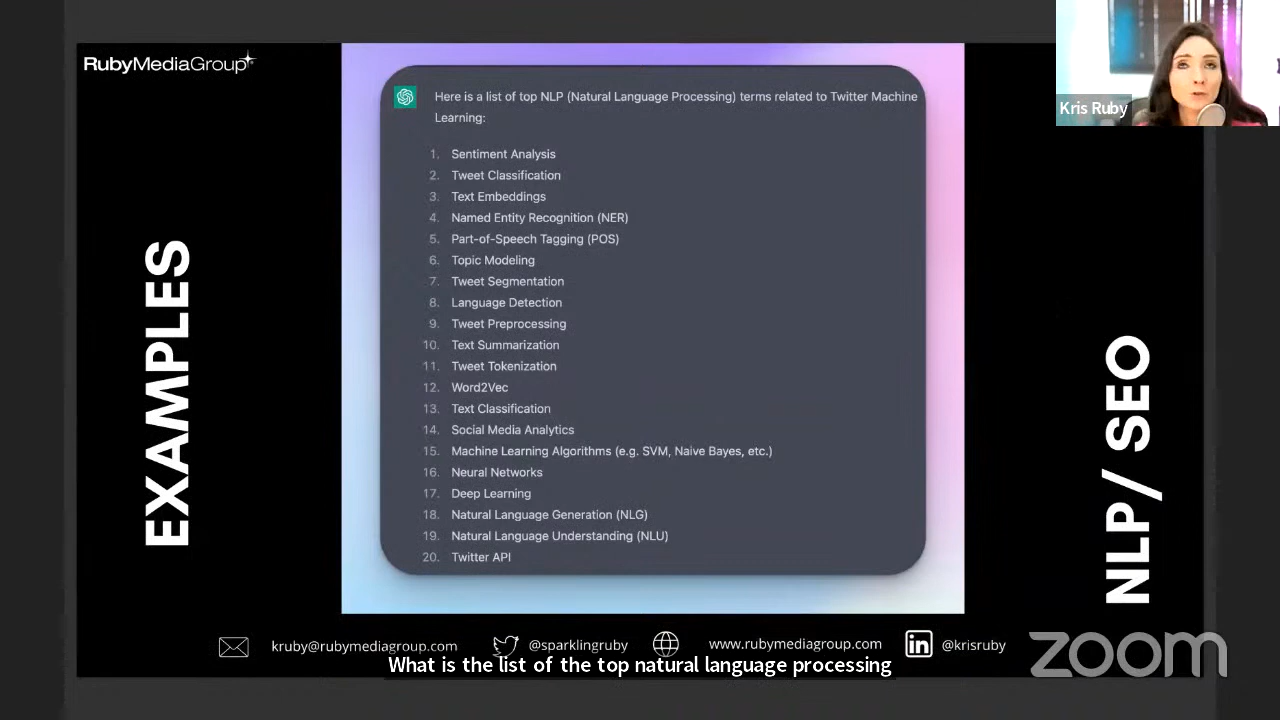 RubyMediaGroup
Kris Ruby
Here is a list of top NLP (Natural Language Processing) terms related to Twitter Machine
Learning:
1. Sentiment Analysis
2. Tweet Classification
3. Text Embeddings
4. Named Entity Recognition (NER)
5. Part-of-Speech Tagging (POS)
6. Topic Modeling
7. Tweet Segmentation
8. Language Detection
9. Tweet Preprocessing
10. Text Summarization
11. Tweet Tokenization
12. Word2Vec
13. Text Classification
14. Social Media Analytics
15. Machine Learning Algorithms (e.g. SVM, Naive Bayes, etc.)
16. Neural Networks
17. Deep Learning
18. Natural Language Generation (NLG)
19. Natural Language Understanding (NLU)
20. Twitter API
EXAMPLES
NLP/ SEO
kruby@rubymediagroup.com @sparklingruby www.rubymediagroup.com in @krisruby
What is the list of the top natural language processing
zoom